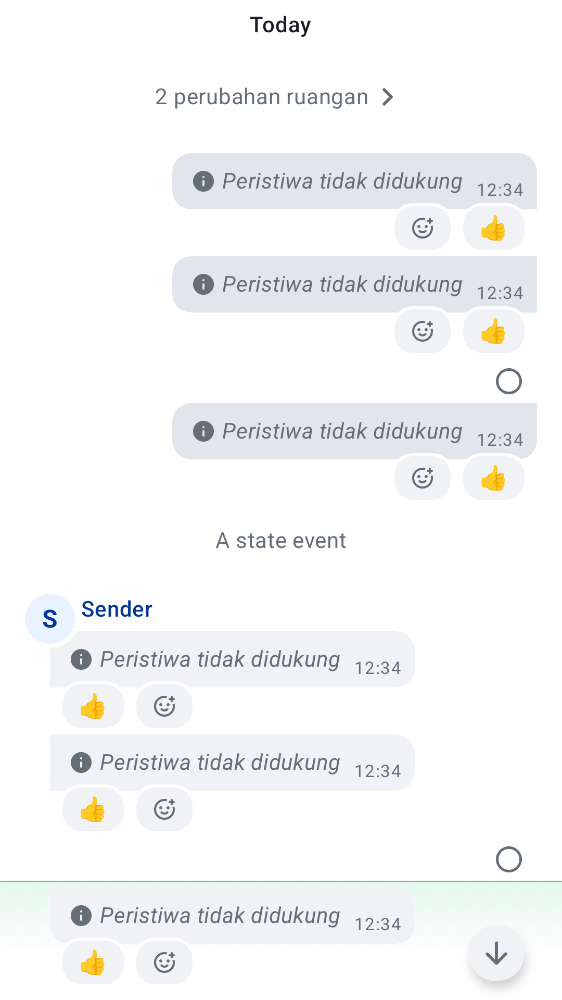 Today
2 perubahan ruangan
Peristiwa tidak didukung 12:34
👍
Peristiwa tidak didukung 12:34
👍
Peristiwa tidak didukung 12:34
👍
A state event
S Sender
Peristiwa tidak didukung 12:34
👍
Peristiwa tidak didukung 12:34
👍
Peristiwa tidak didukung 12:34
👍